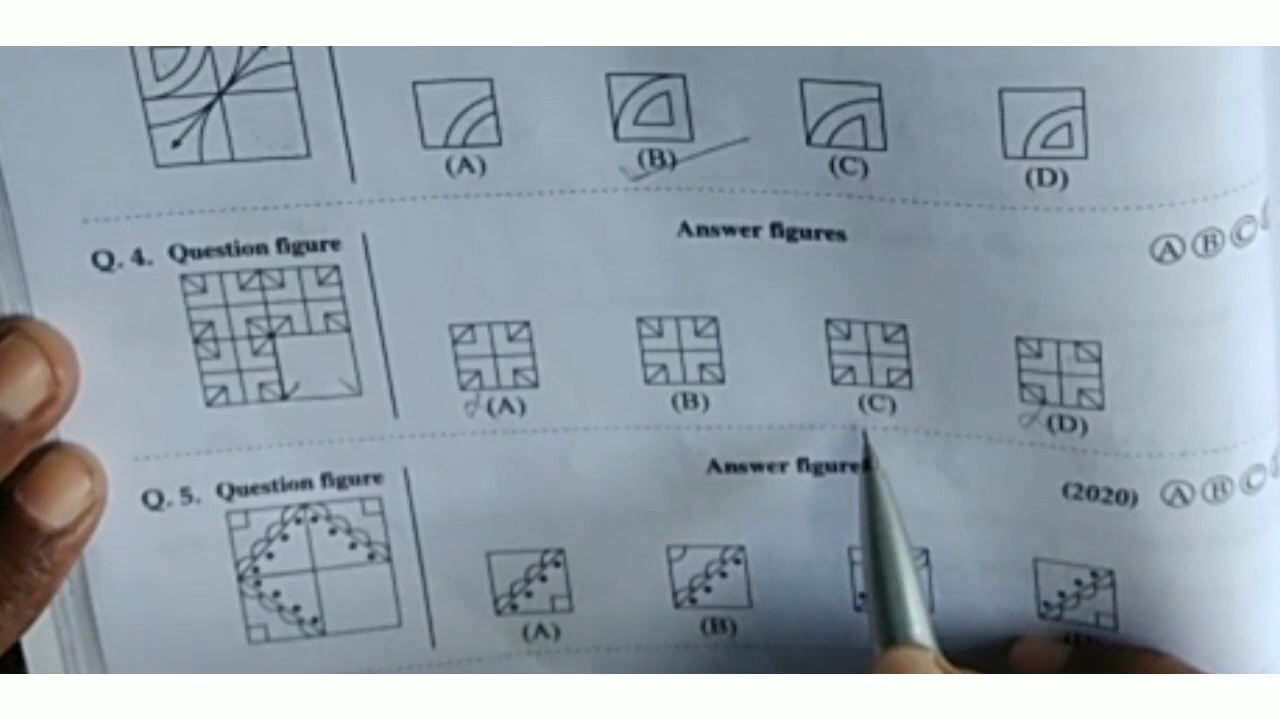 (A) (B) (C) (D)
Q. 4. Question figure
Answer figures
A B C
(A) (B) (C) (D)
Q. 5. Question figure
Answer figure
(2020) A B C
(A) (B)